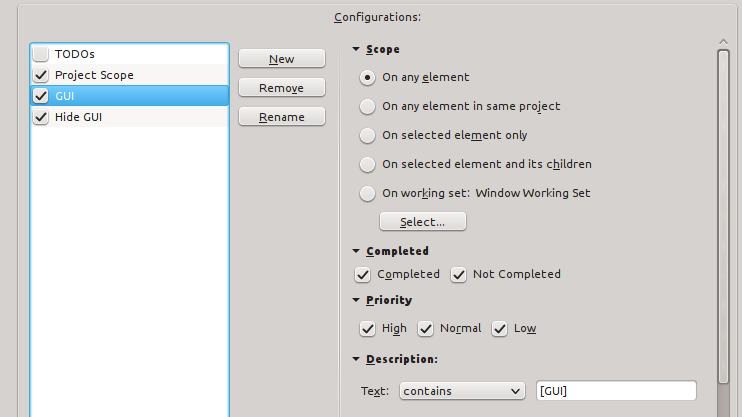 Configurations:
TODOs
Project Scope
GUI
Hide GUI
New
Remove
Rename
Scope
On any element
On any element in same project
On selected element only
On selected element and its children
On working set: Window Working Set
Select...
Completed
Completed
Not Completed
Priority
High
Normal
Low
Description:
Text:
contains
[GUI]